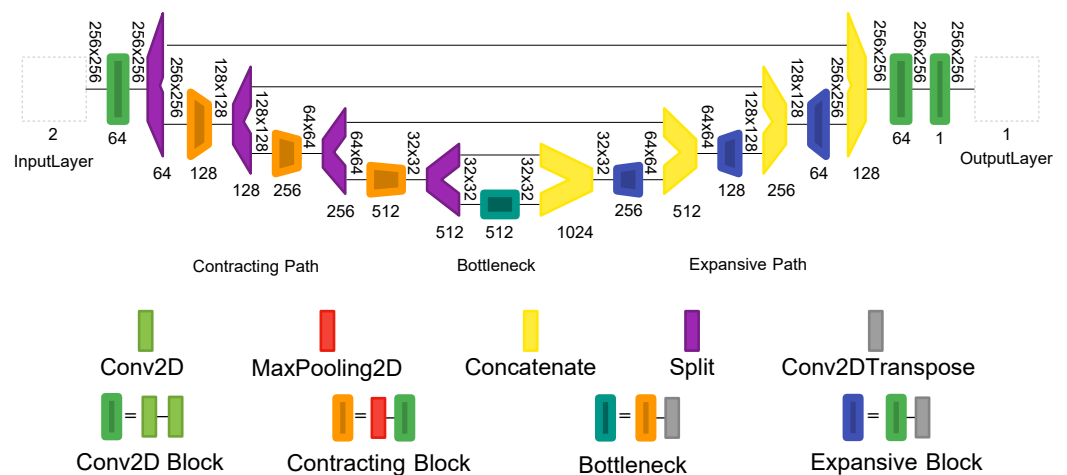 256x256
256x256
256x256
128x128
128x128
64x64
64x64
32x32
32x32
32x32
32x32
64x64
64x64
128x128
128x128
256x256
256x256
256x256
256x256
2
InputLayer
64
64
128
128
256
256
512
512
512
1024
256
512
128
256
64
128
64
1
1
OutputLayer
Contracting Path
Bottleneck
Expansive Path
Conv2D
MaxPooling2D
Concatenate
Split
Conv2DTranspose
=
=
=
=
Conv2D Block
Contracting Block
Bottleneck
Expansive Block